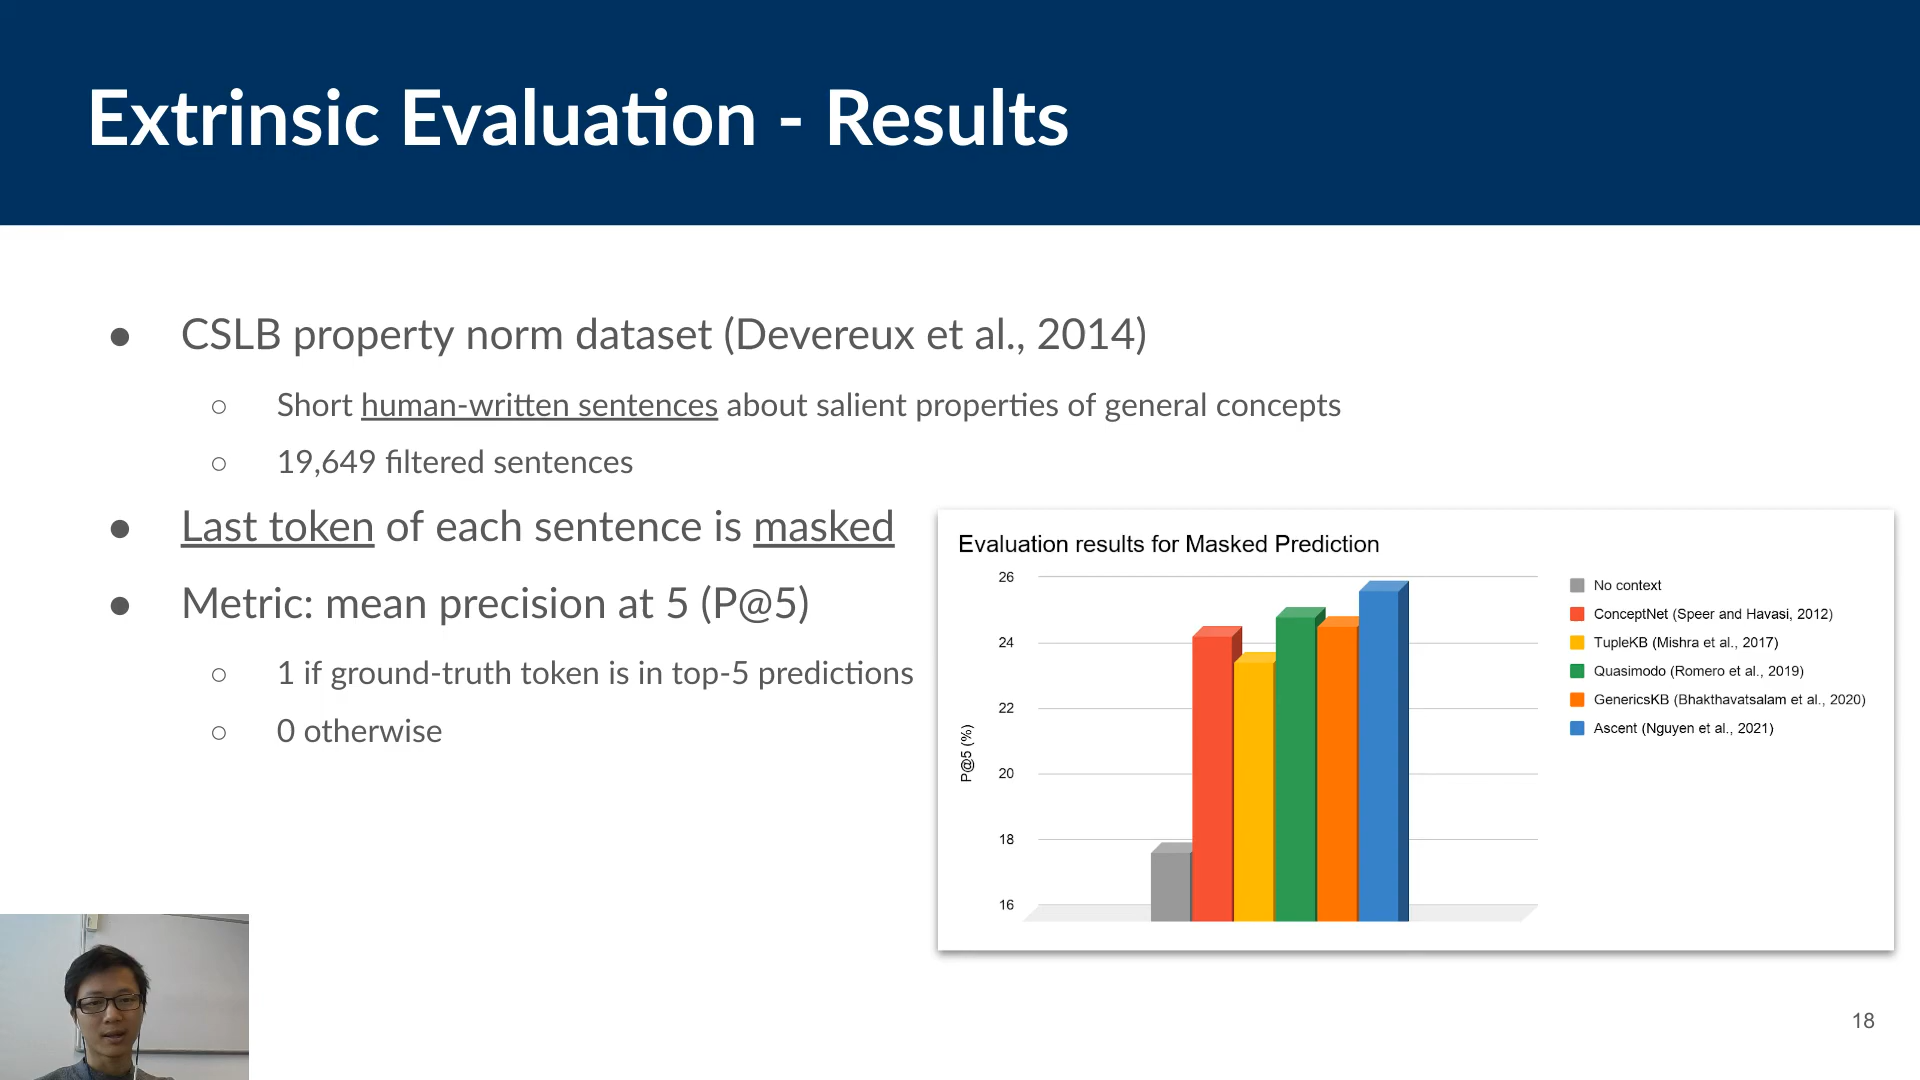 Extrinsic Evaluation - Results
● CSLB property norm dataset (Devereux et al., 2014)
○ Short human-written sentences about salient properties of general concepts
○ 19,649 filtered sentences
● Last token of each sentence is masked
● Metric: mean precision at 5 (P@5)
○ 1 if ground-truth token is in top-5 predictions
○ 0 otherwise
Evaluation results for Masked Prediction
P@5 (%)
26
24
22
20
18
16
No context
ConceptNet (Speer and Havasi, 2012)
TupleKB (Mishra et al., 2017)
Quasimodo (Romero et al., 2019)
GenericsKB (Bhakthavatsalam et al., 2020)
Ascent (Nguyen et al., 2021)
18